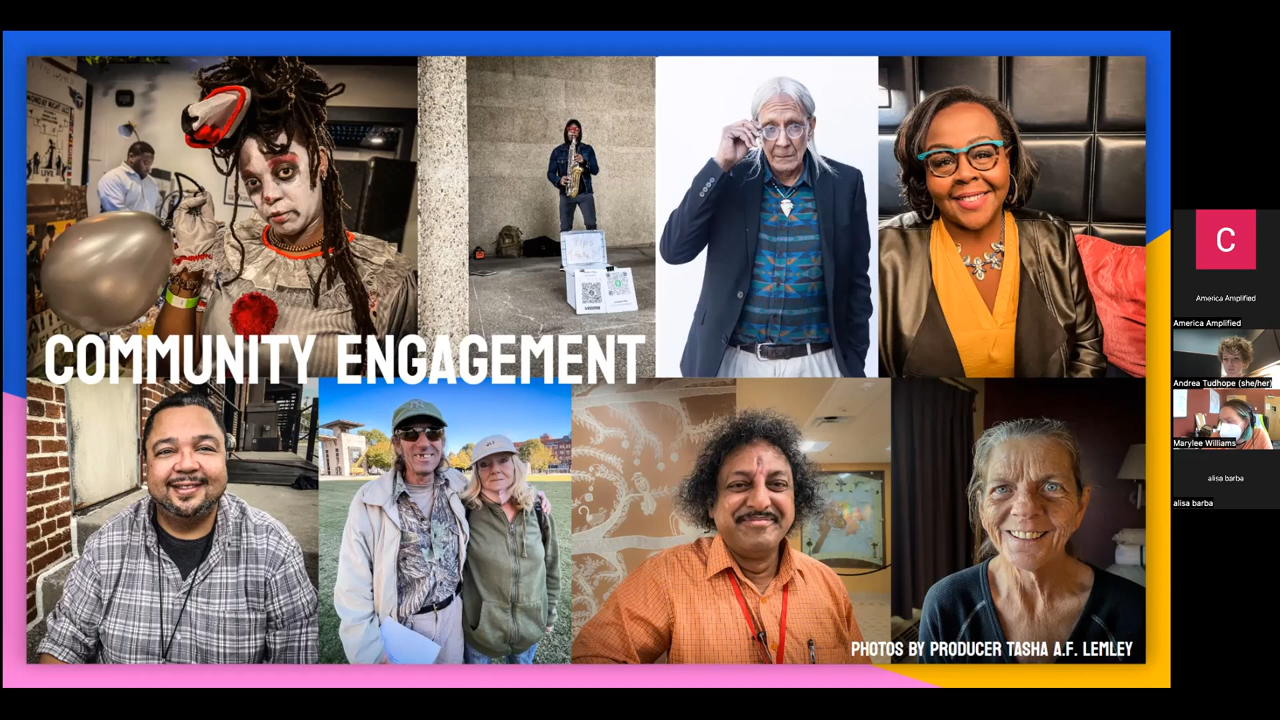 COMMUNITY ENGAGEMENT
PHOTOS BY PRODUCER TASHA A.F. LEMLEY
Tips
C
America Amplified
America Amplified
Andrea Tudhope (she/her)
Marylee Williams
alisa barba
alisa barba